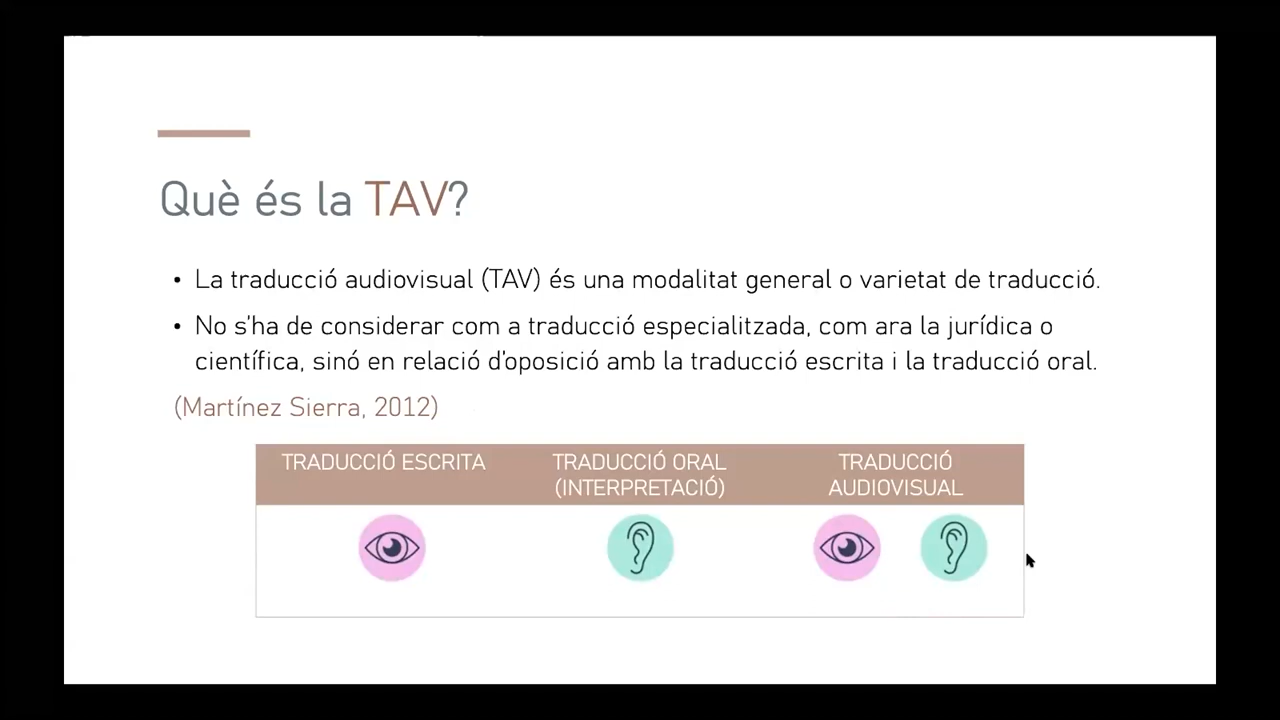 Què és la TAV?
• La traducció audiovisual (TAV) és una modalitat general o varietat de traducció.
• No s'ha de considerar com a traducció especialitzada, com ara la jurídica o
científica, sinó en relació d'oposició amb la traducció escrita i la traducció oral.
(Martínez Sierra, 2012)
TRADUCCIÓ ESCRITA
TRADUCCIÓ ORAL
(INTERPRETACIÓ)
TRADUCCIÓ
AUDIOVISUAL